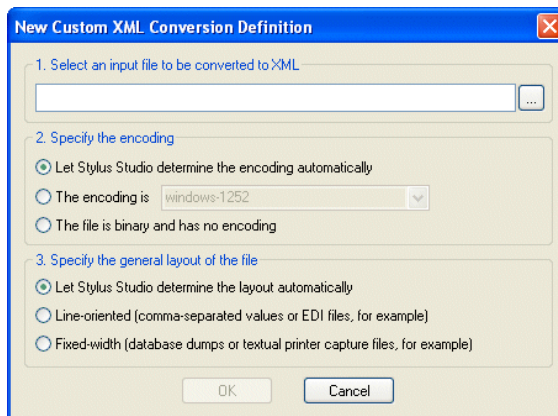 New Custom XML Conversion Definition
1. Select an input file to be converted to XML
...
2. Specify the encoding
Let Stylus Studio determine the encoding automatically
The encoding is windows-1252
The file is binary and has no encoding
3. Specify the general layout of the file
Let Stylus Studio determine the layout automatically
Line-oriented (comma-separated values or EDI files, for example)
Fixed-width (database dumps or textual printer capture files, for example)
OK Cancel